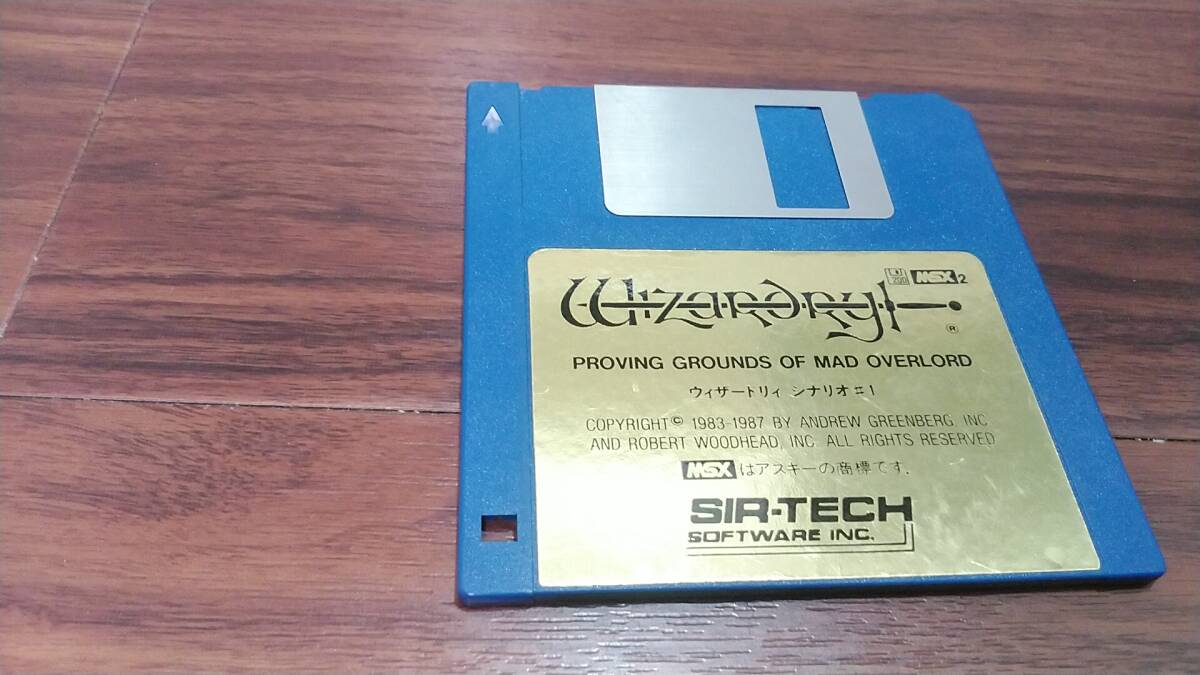 2DD MSX2
Wizardry
®
PROVING GROUNDS OF MAD OVERLORD
ウィザードリィ シナリオ#1
COPYRIGHT© 1983-1987 BY ANDREW GREENBERG, INC
AND ROBERT WOODHEAD, INC. ALL RIGHTS RESERVED
MSXはアスキーの商標です.
SIR-TECH
SOFTWARE INC.